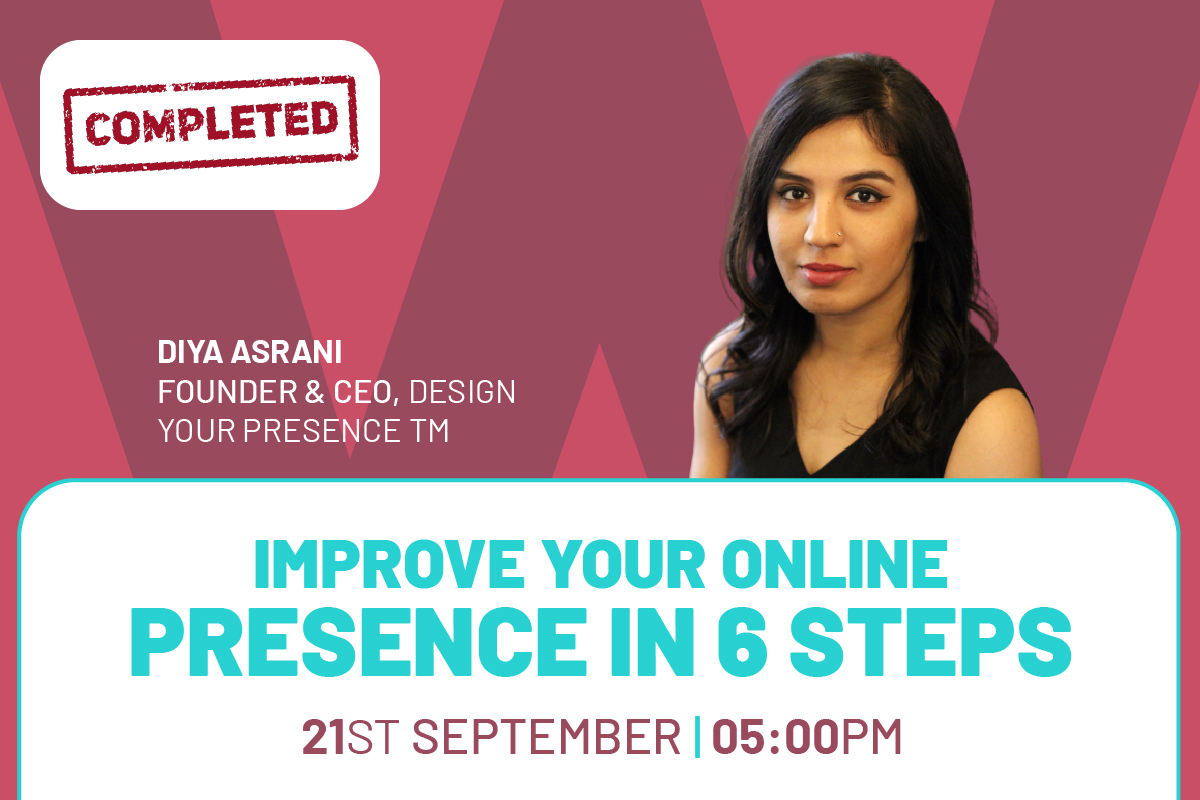 COMPLETED
DIYA ASRANI
FOUNDER & CEO, DESIGN
YOUR PRESENCE TM
IMPROVE YOUR ONLINE
PRESENCE IN 6 STEPS
21ST SEPTEMBER | 05:00PM